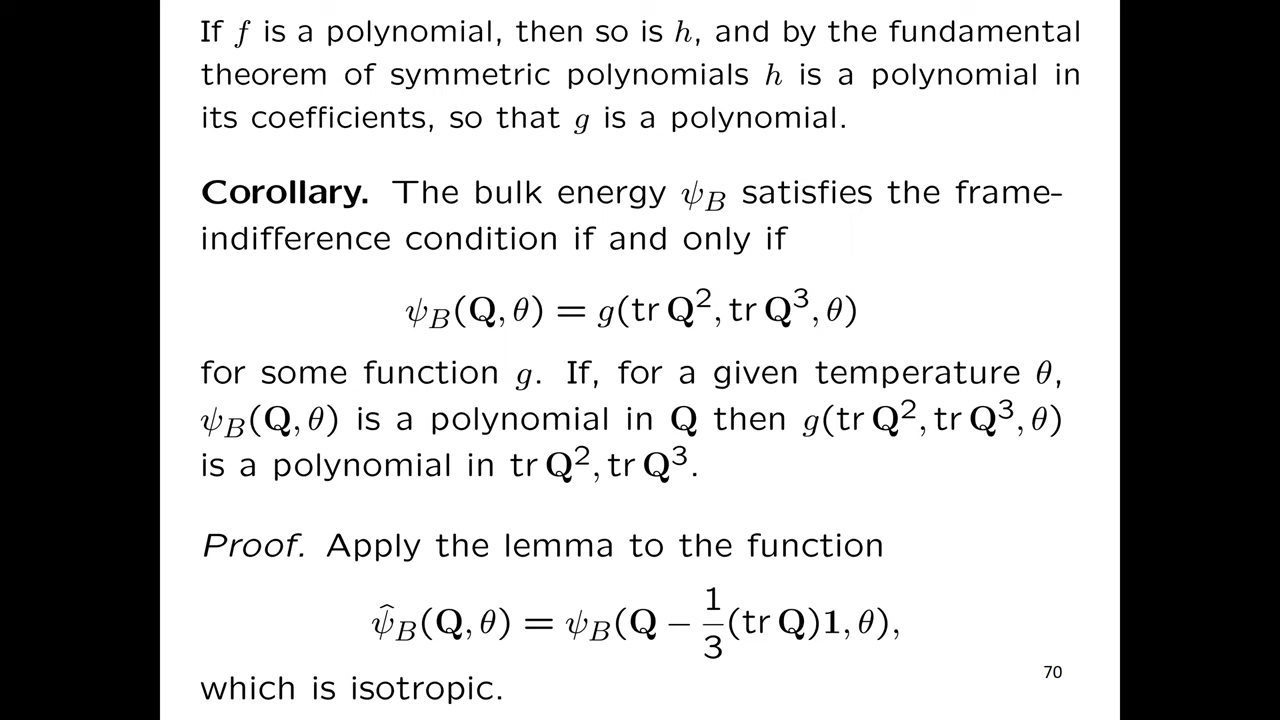 If f is a polynomial, then so is h, and by the fundamental
theorem of symmetric polynomials h is a polynomial in
its coefficients, so that g is a polynomial.
Corollary. The bulk energy ψ_B satisfies the frame-
indifference condition if and only if
ψ_B(Q, θ) = g(tr Q², tr Q³, θ)
for some function g. If, for a given temperature θ,
ψ_B(Q, θ) is a polynomial in Q then g(tr Q², tr Q³, θ)
is a polynomial in tr Q², tr Q³.
Proof. Apply the lemma to the function
ψ̂_B(Q, θ) = ψ_B(Q − 1/3 (tr Q)1, θ),
which is isotropic.
70